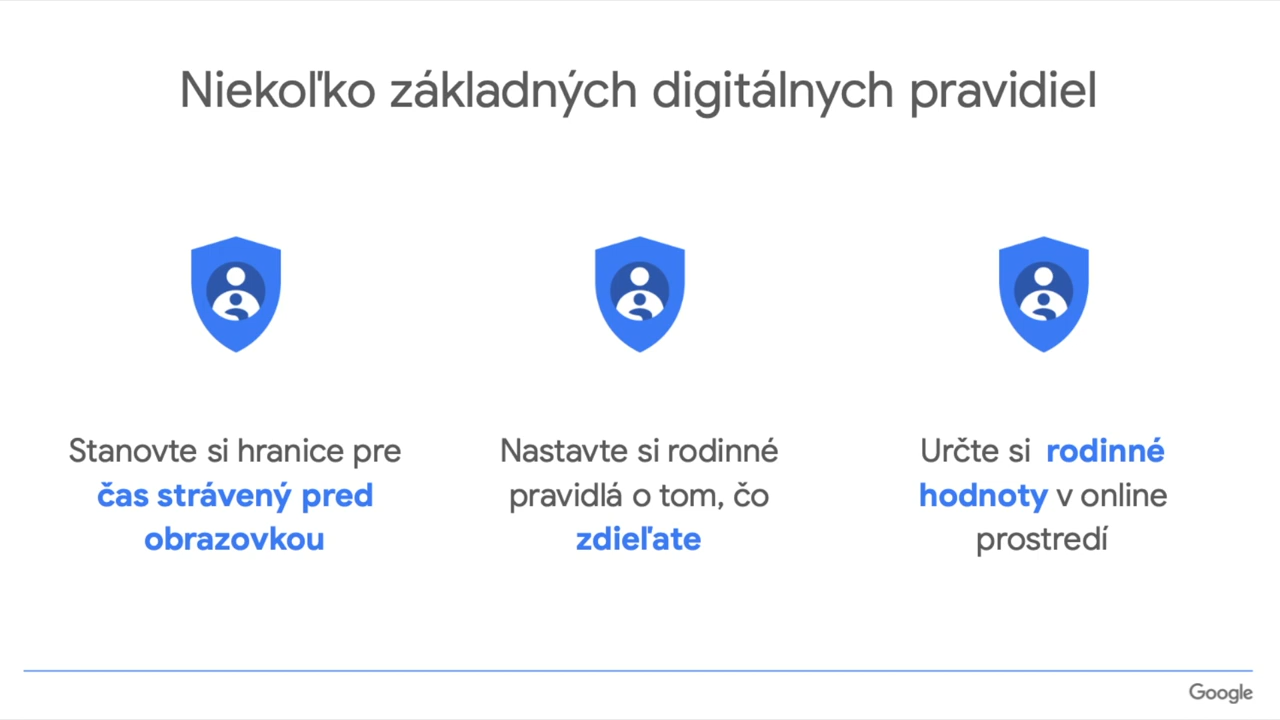 Niekoľko základných digitálnych pravidiel
Stanovte si hranice pre
čas strávený pred
obrazovkou
Nastavte si rodinné
pravidlá o tom, čo
zdieľate
Určte si rodinné
hodnoty v online
prostredí
Google